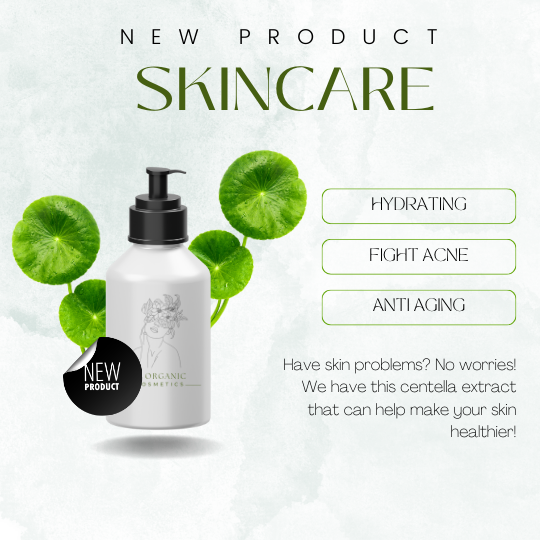 NEW PRODUCT
SKINCARE
HYDRATING
FIGHT ACNE
ANTI AGING
ORGANIC
NEW
PRODUCT
Have skin problems? No worries!
We have this centella extract
that can help make your skin
healthier!